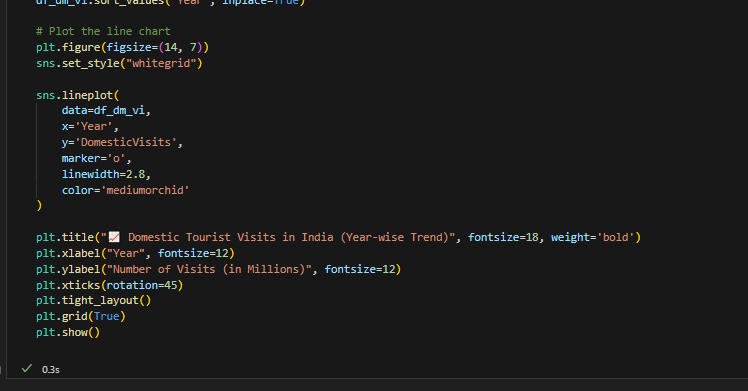 df_dm_vi.sort_values('Year', inplace=True)
# Plot the line chart
plt.figure(figsize=(14, 7))
sns.set_style("whitegrid")
sns.lineplot(
    data=df_dm_vi,
    x='Year',
    y='DomesticVisits',
    marker='o',
    linewidth=2.8,
    color='mediumorchid'
)
plt.title("📈 Domestic Tourist Visits in India (Year-wise Trend)", fontsize=18, weight='bold')
plt.xlabel("Year", fontsize=12)
plt.ylabel("Number of Visits (in Millions)", fontsize=12)
plt.xticks(rotation=45)
plt.tight_layout()
plt.grid(True)
plt.show()
✓ 0.3s